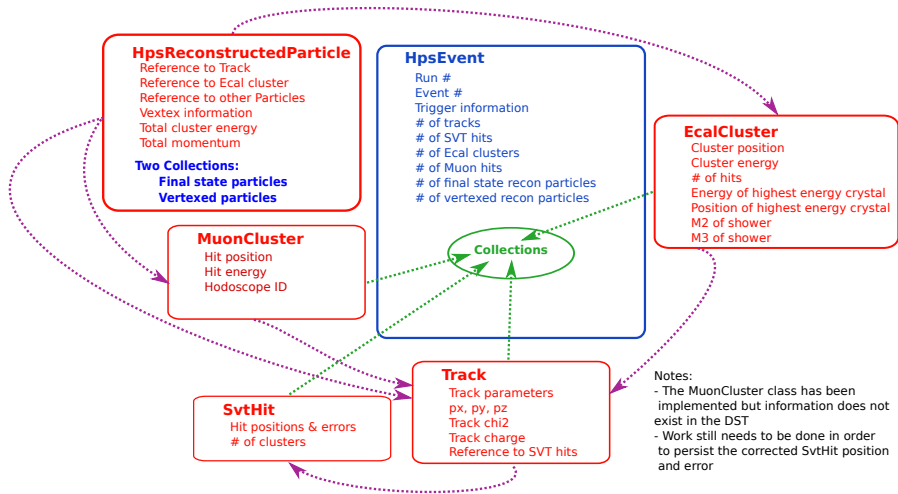 HpsReconstructedParticle
Reference to Track
Reference to Ecal cluster
Reference to other Particles
Vextex information
Total cluster energy
Total momentum
Two Collections:
Final state particles
Vertexed particles
HpsEvent
Run #
Event #
Trigger information
# of tracks
# of SVT hits
# of Ecal clusters
# of Muon hits
# of final state recon particles
# of vertexed recon particles
Collections
EcalCluster
Cluster position
Cluster energy
# of hits
Energy of highest energy crystal
Position of highest energy crystal
M2 of shower
M3 of shower
MuonCluster
Hit position
Hit energy
Hodoscope ID
SvtHit
Hit positions & errors
# of clusters
Track
Track parameters
px, py, pz
Track chi2
Track charge
Reference to SVT hits
Notes:
- The MuonCluster class has been
implemented but information does not
exist in the DST
- Work still needs to be done in order
to persist the corrected SvtHit position
and error